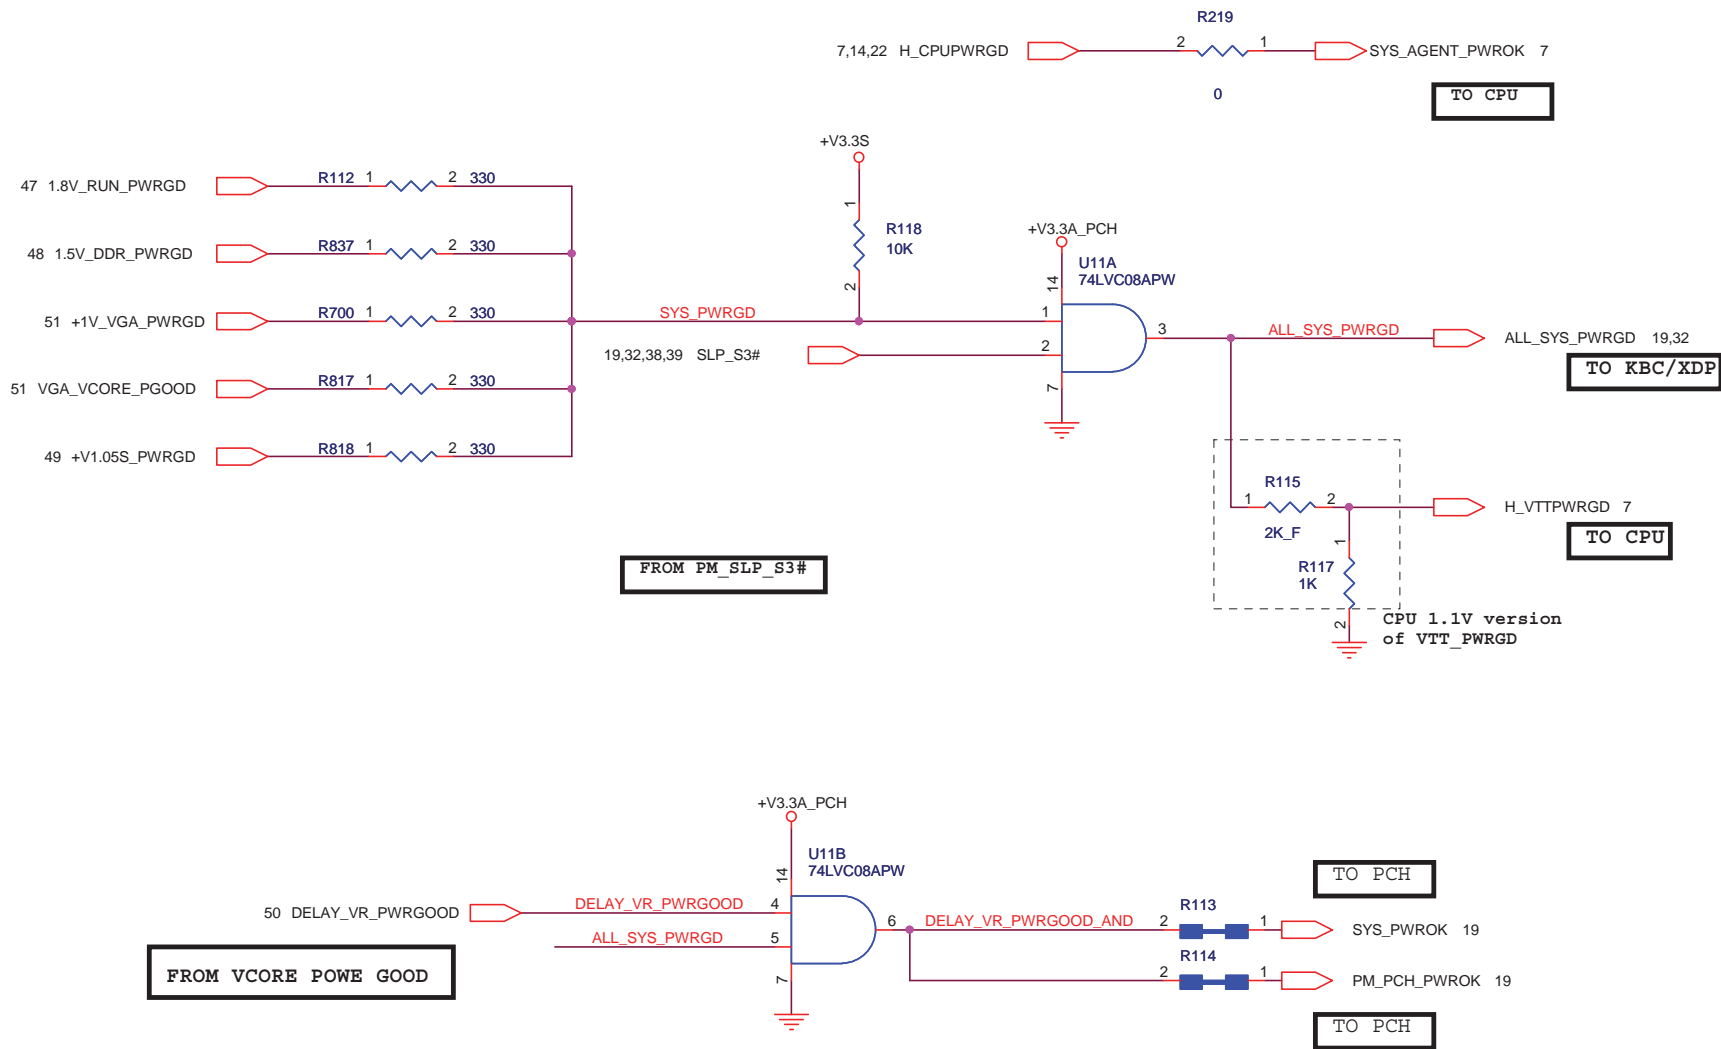 R219
7,14,22 H_CPUPWRGD 2 1 SYS_AGENT_PWROK 7
0
TO CPU
+V3.3S
47 1.8V_RUN_PWRGD R112 1 2 330
1
R118
10K
2
48 1.5V_DDR_PWRGD R837 1 2 330
+V3.3A_PCH
14
U11A
74LVC08APW
51 +1V_VGA_PWRGD R700 1 2 330
SYS_PWRGD 1
19,32,38,39 SLP_S3# 2
3 ALL_SYS_PWRGD ALL_SYS_PWRGD 19,32
TO KBC/XDP
7
51 VGA_VCORE_PGOOD R817 1 2 330
49 +V1.05S_PWRGD R818 1 2 330
R115
1 2 H_VTTPWRGD 7
2K_F
TO CPU
1
R117
1K
2
FROM PM_SLP_S3#
CPU 1.1V version
of VTT_PWRGD
+V3.3A_PCH
14
U11B
74LVC08APW
50 DELAY_VR_PWRGOOD DELAY_VR_PWRGOOD 4
ALL_SYS_PWRGD 5
7
FROM VCORE POWE GOOD
TO PCH
R113
6 DELAY_VR_PWRGOOD_AND 2 1 SYS_PWROK 19
R114
2 1 PM_PCH_PWROK 19
TO PCH